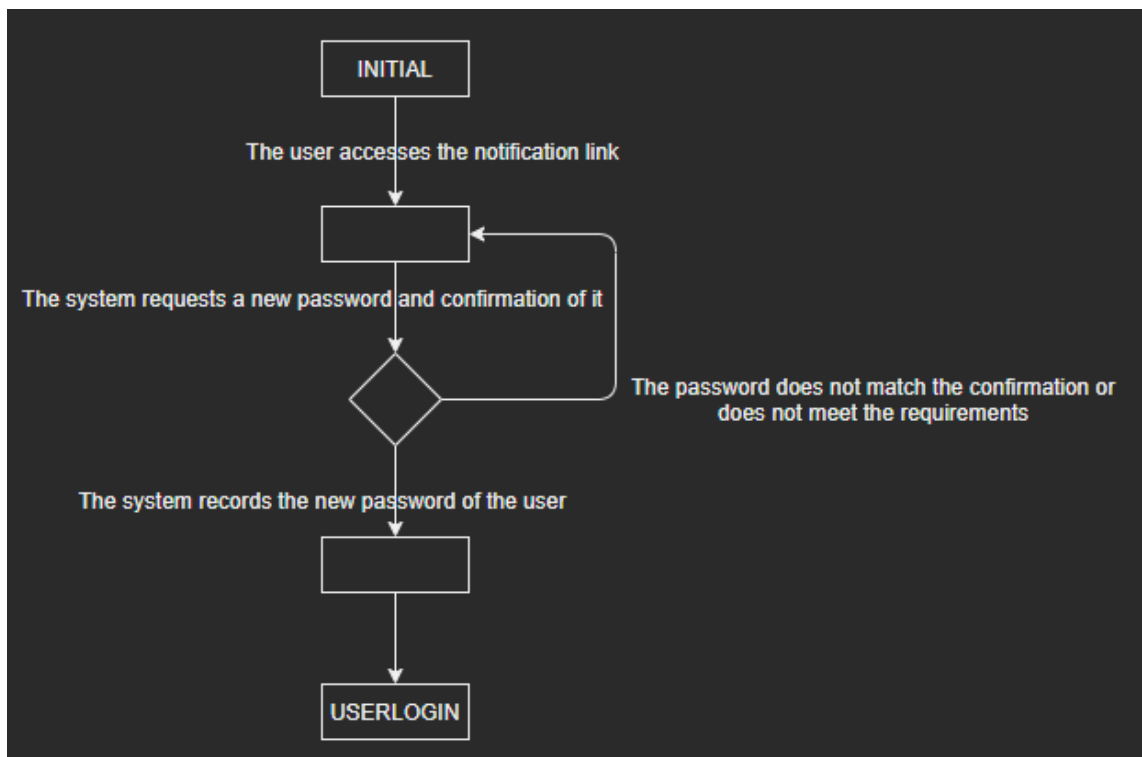 INITIAL
The user accesses the notification link
The system requests a new password and confirmation of it
The password does not match the confirmation or
does not meet the requirements
The system records the new password of the user
USERLOGIN